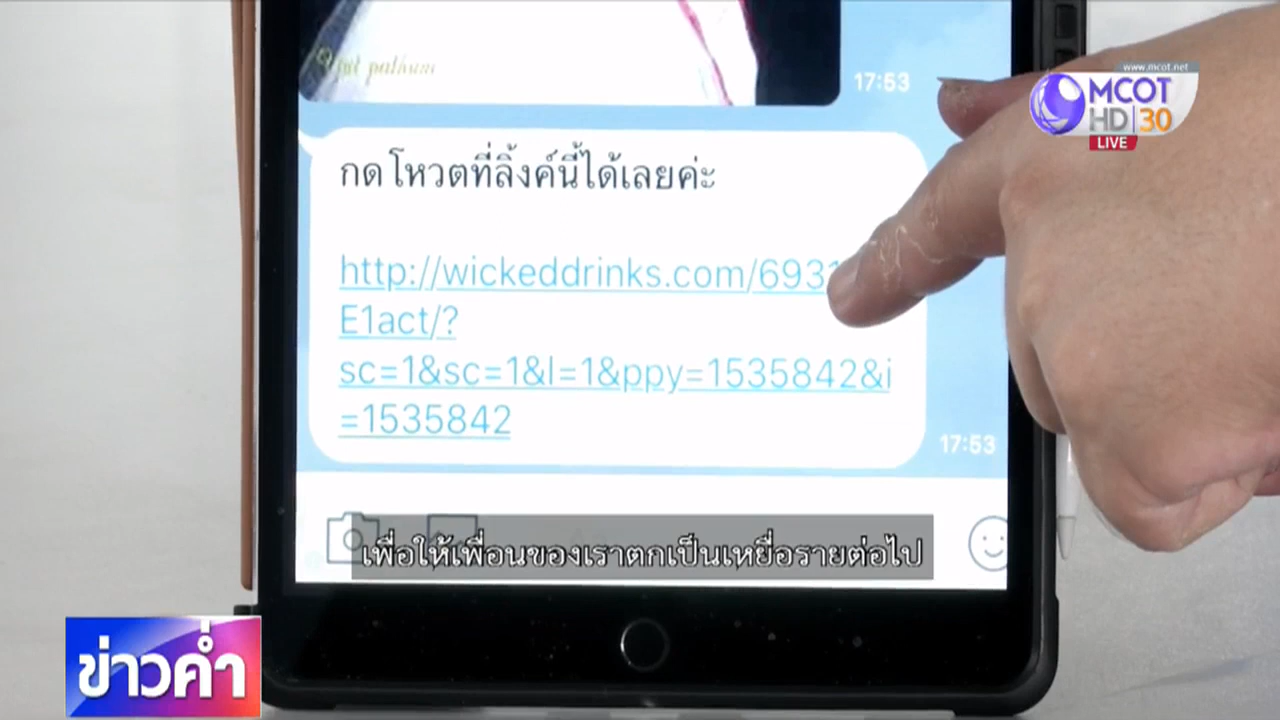 17:53
www.mcot.net
MCOT
HD 30
LIVE
กดโหวตที่ลิ้งค์นี้ได้เลยค่ะ
http://wickeddrinks.com/693
E1act/?
sc=1&sc=1&l=1&ppy=1535842&i
=1535842
17:53
เพื่อให้เพื่อนของเราตกเป็นเหยื่อรายต่อไป
ข่าวค่ำ